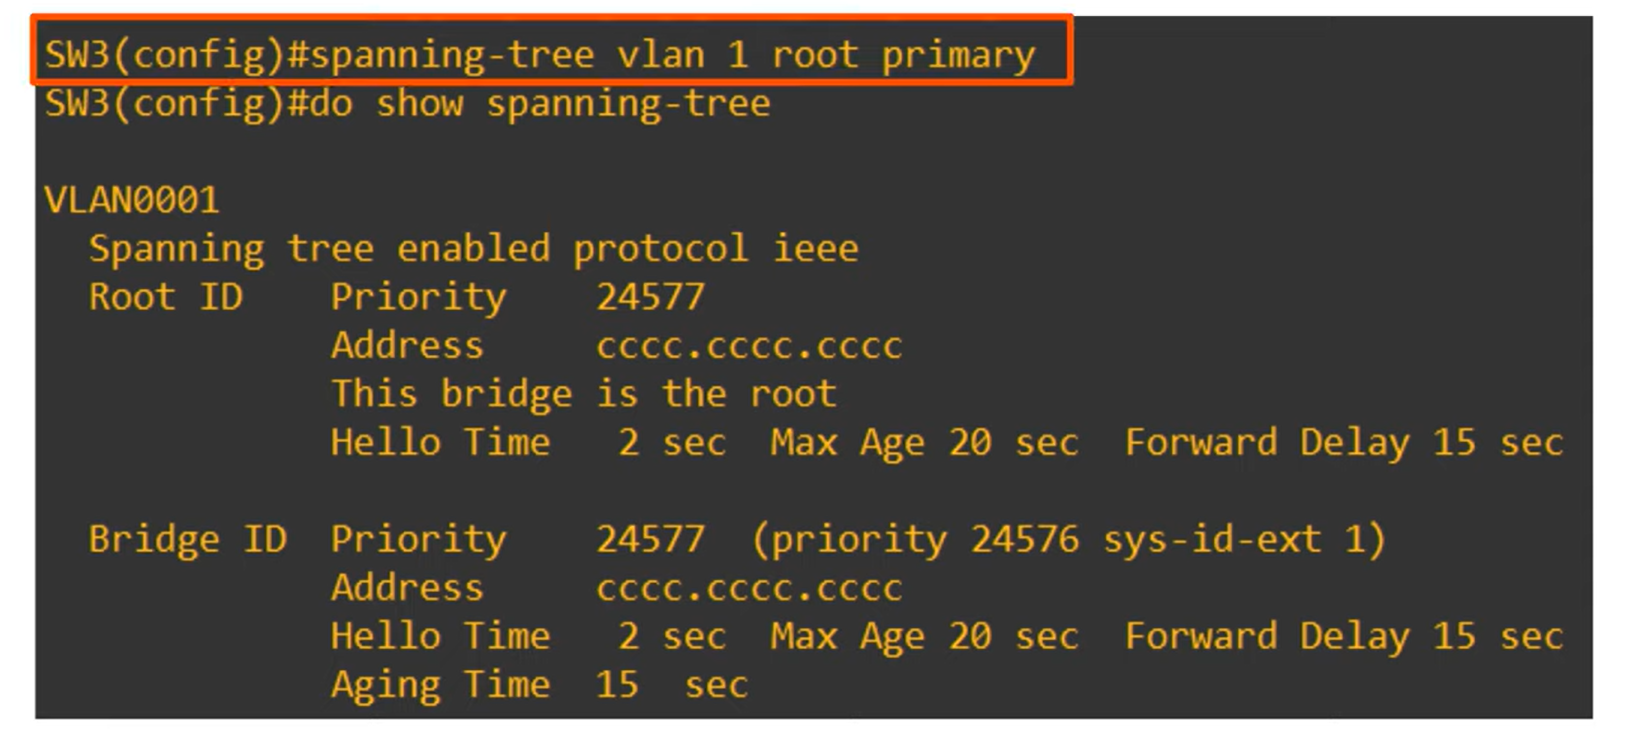 SW3(config)#spanning-tree vlan 1 root primary
SW3(config)#do show spanning-tree
VLAN0001
Spanning tree enabled protocol ieee
Root ID Priority 24577
Address cccc.cccc.cccc
This bridge is the root
Hello Time 2 sec Max Age 20 sec Forward Delay 15 sec
Bridge ID Priority 24577 (priority 24576 sys-id-ext 1)
Address cccc.cccc.cccc
Hello Time 2 sec Max Age 20 sec Forward Delay 15 sec
Aging Time 15 sec